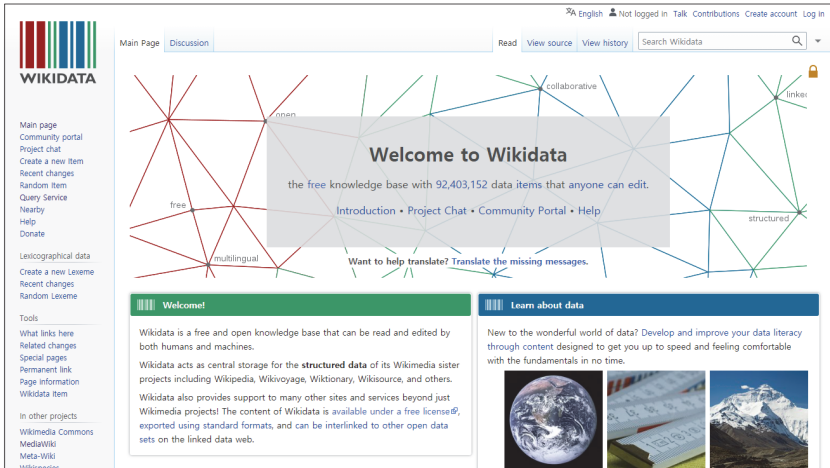 English Not logged in Talk Contributions Create account Log in
WIKIDATA
Main Page Discussion Read View source View history Search Wikidata
collaborative
linked
open
Welcome to Wikidata
the free knowledge base with 92,403,152 data items that anyone can edit.
Introduction • Project Chat • Community Portal • Help
free
structured
multilingual
Want to help translate? Translate the missing messages.
Main page
Community portal
Project chat
Create a new Item
Recent changes
Random Item
Query Service
Nearby
Help
Donate
Lexicographical data
Create a new Lexeme
Recent changes
Random Lexeme
Tools
What links here
Related changes
Special pages
Permanent link
Page information
Wikidata item
In other projects
Wikimedia Commons
MediaWiki
Meta-Wiki
Wikispecies
Welcome!
Wikidata is a free and open knowledge base that can be read and edited by
both humans and machines.
Wikidata acts as central storage for the structured data of its Wikimedia sister
projects including Wikipedia, Wikivoyage, Wiktionary, Wikisource, and others.
Wikidata also provides support to many other sites and services beyond just
Wikimedia projects! The content of Wikidata is available under a free license,
exported using standard formats, and can be interlinked to other open data
sets on the linked data web.
Learn about data
New to the wonderful world of data? Develop and improve your data literacy
through content designed to get you up to speed and feeling comfortable
with the fundamentals in no time.